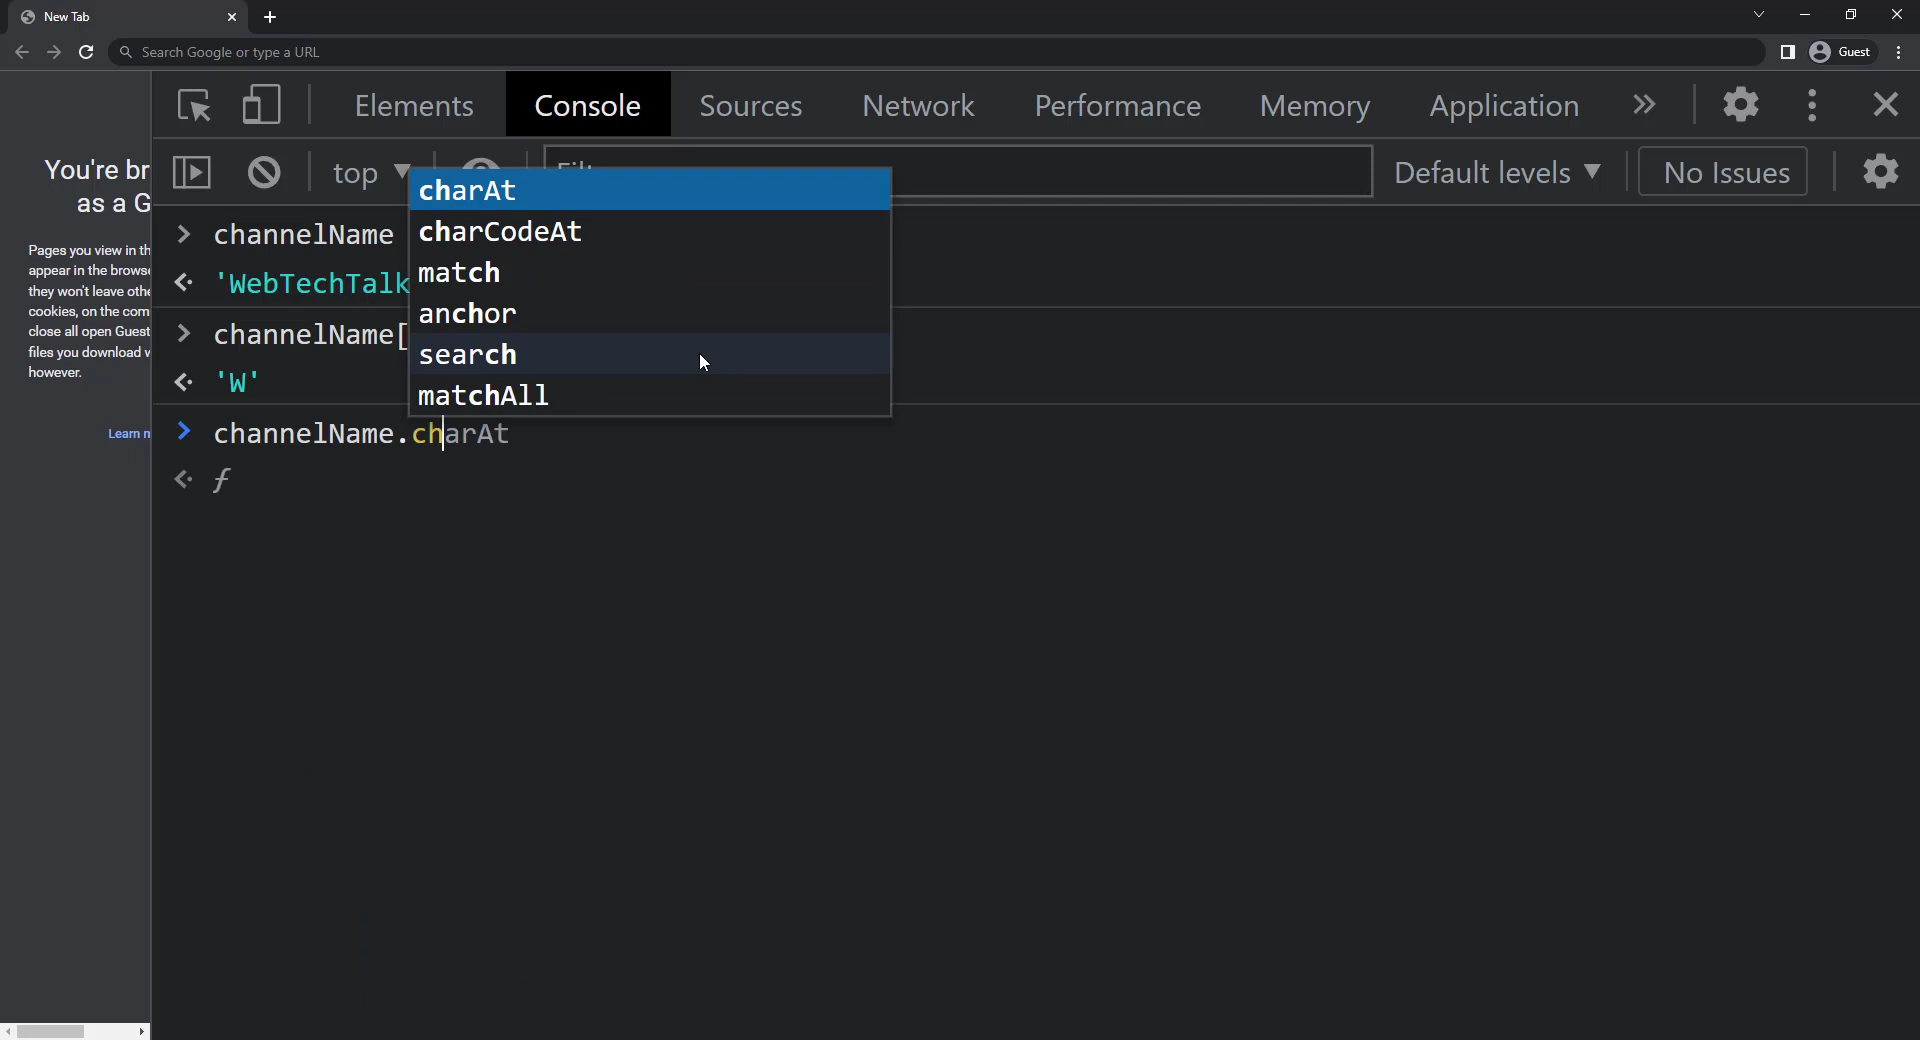 New Tab
Search Google or type a URL
Guest
Elements Console Sources Network Performance Memory Application
top Default levels No Issues
You're br
as a G
Pages you view in th
appear in the browse
they won't leave othe
cookies, on the com
close all open Guest
files you download v
however.
Learn n
> channelName
'WebTechTalk
> channelName[
'W'
> channelName.charAt
ƒ
charAt
charCodeAt
match
anchor
search
matchAll